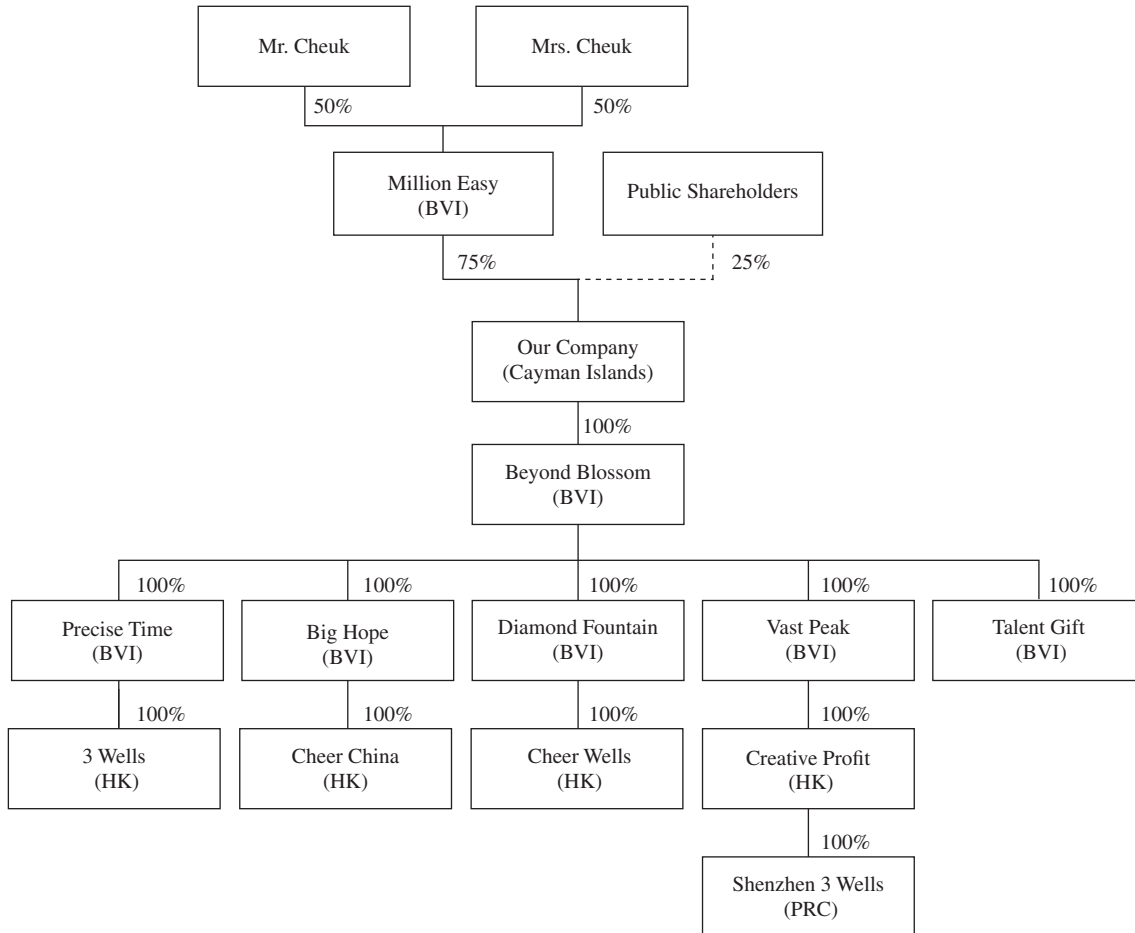 Mr. Cheuk
Mrs. Cheuk
50%
50%
Million Easy
(BVI)
Public Shareholders
75%
25%
Our Company
(Cayman Islands)
100%
Beyond Blossom
(BVI)
100%
100%
100%
100%
100%
Precise Time
(BVI)
Big Hope
(BVI)
Diamond Fountain
(BVI)
Vast Peak
(BVI)
Talent Gift
(BVI)
100%
100%
100%
100%
3 Wells
(HK)
Cheer China
(HK)
Cheer Wells
(HK)
Creative Profit
(HK)
100%
Shenzhen 3 Wells
(PRC)